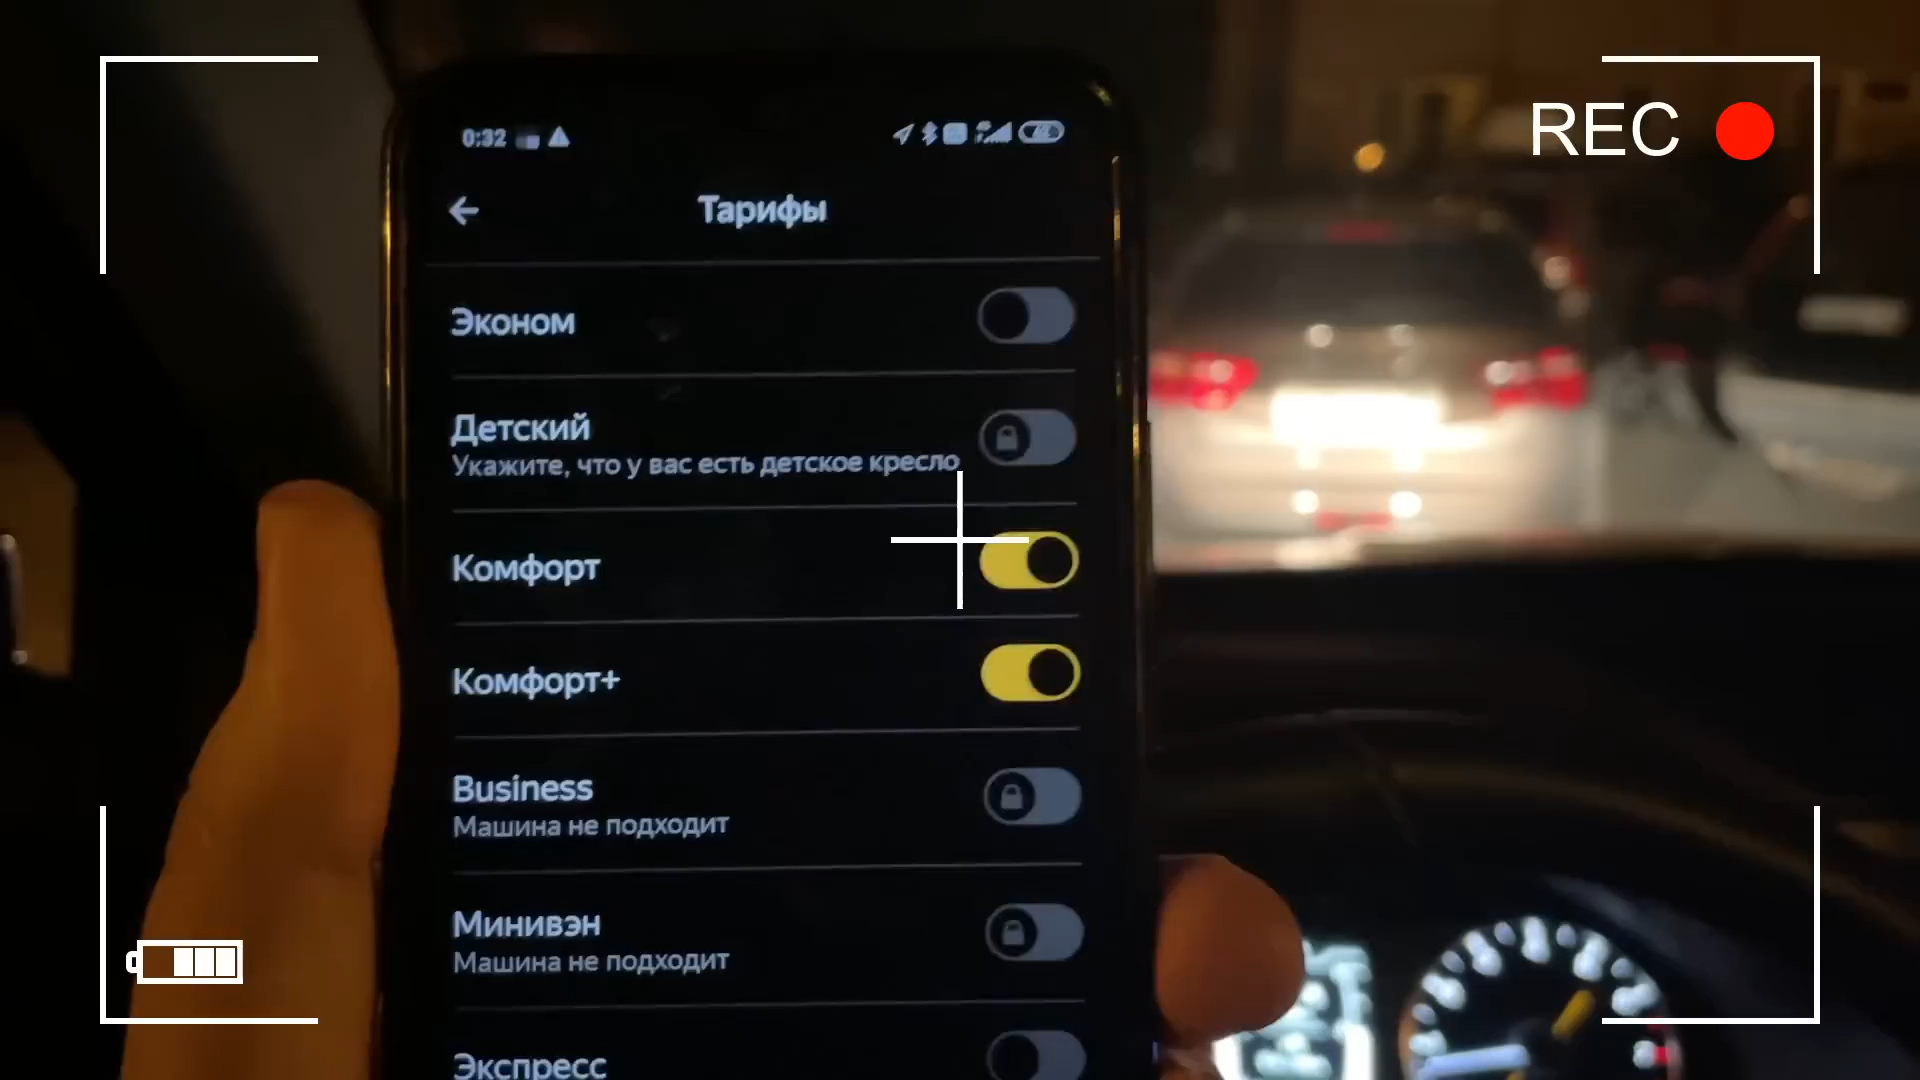 REC
0:32
Тарифы
Эконом
Детский
Укажите, что у вас есть детское кресло
Комфорт
Комфорт+
Business
Машина не подходит
Минивэн
Машина не подходит
Экспресс